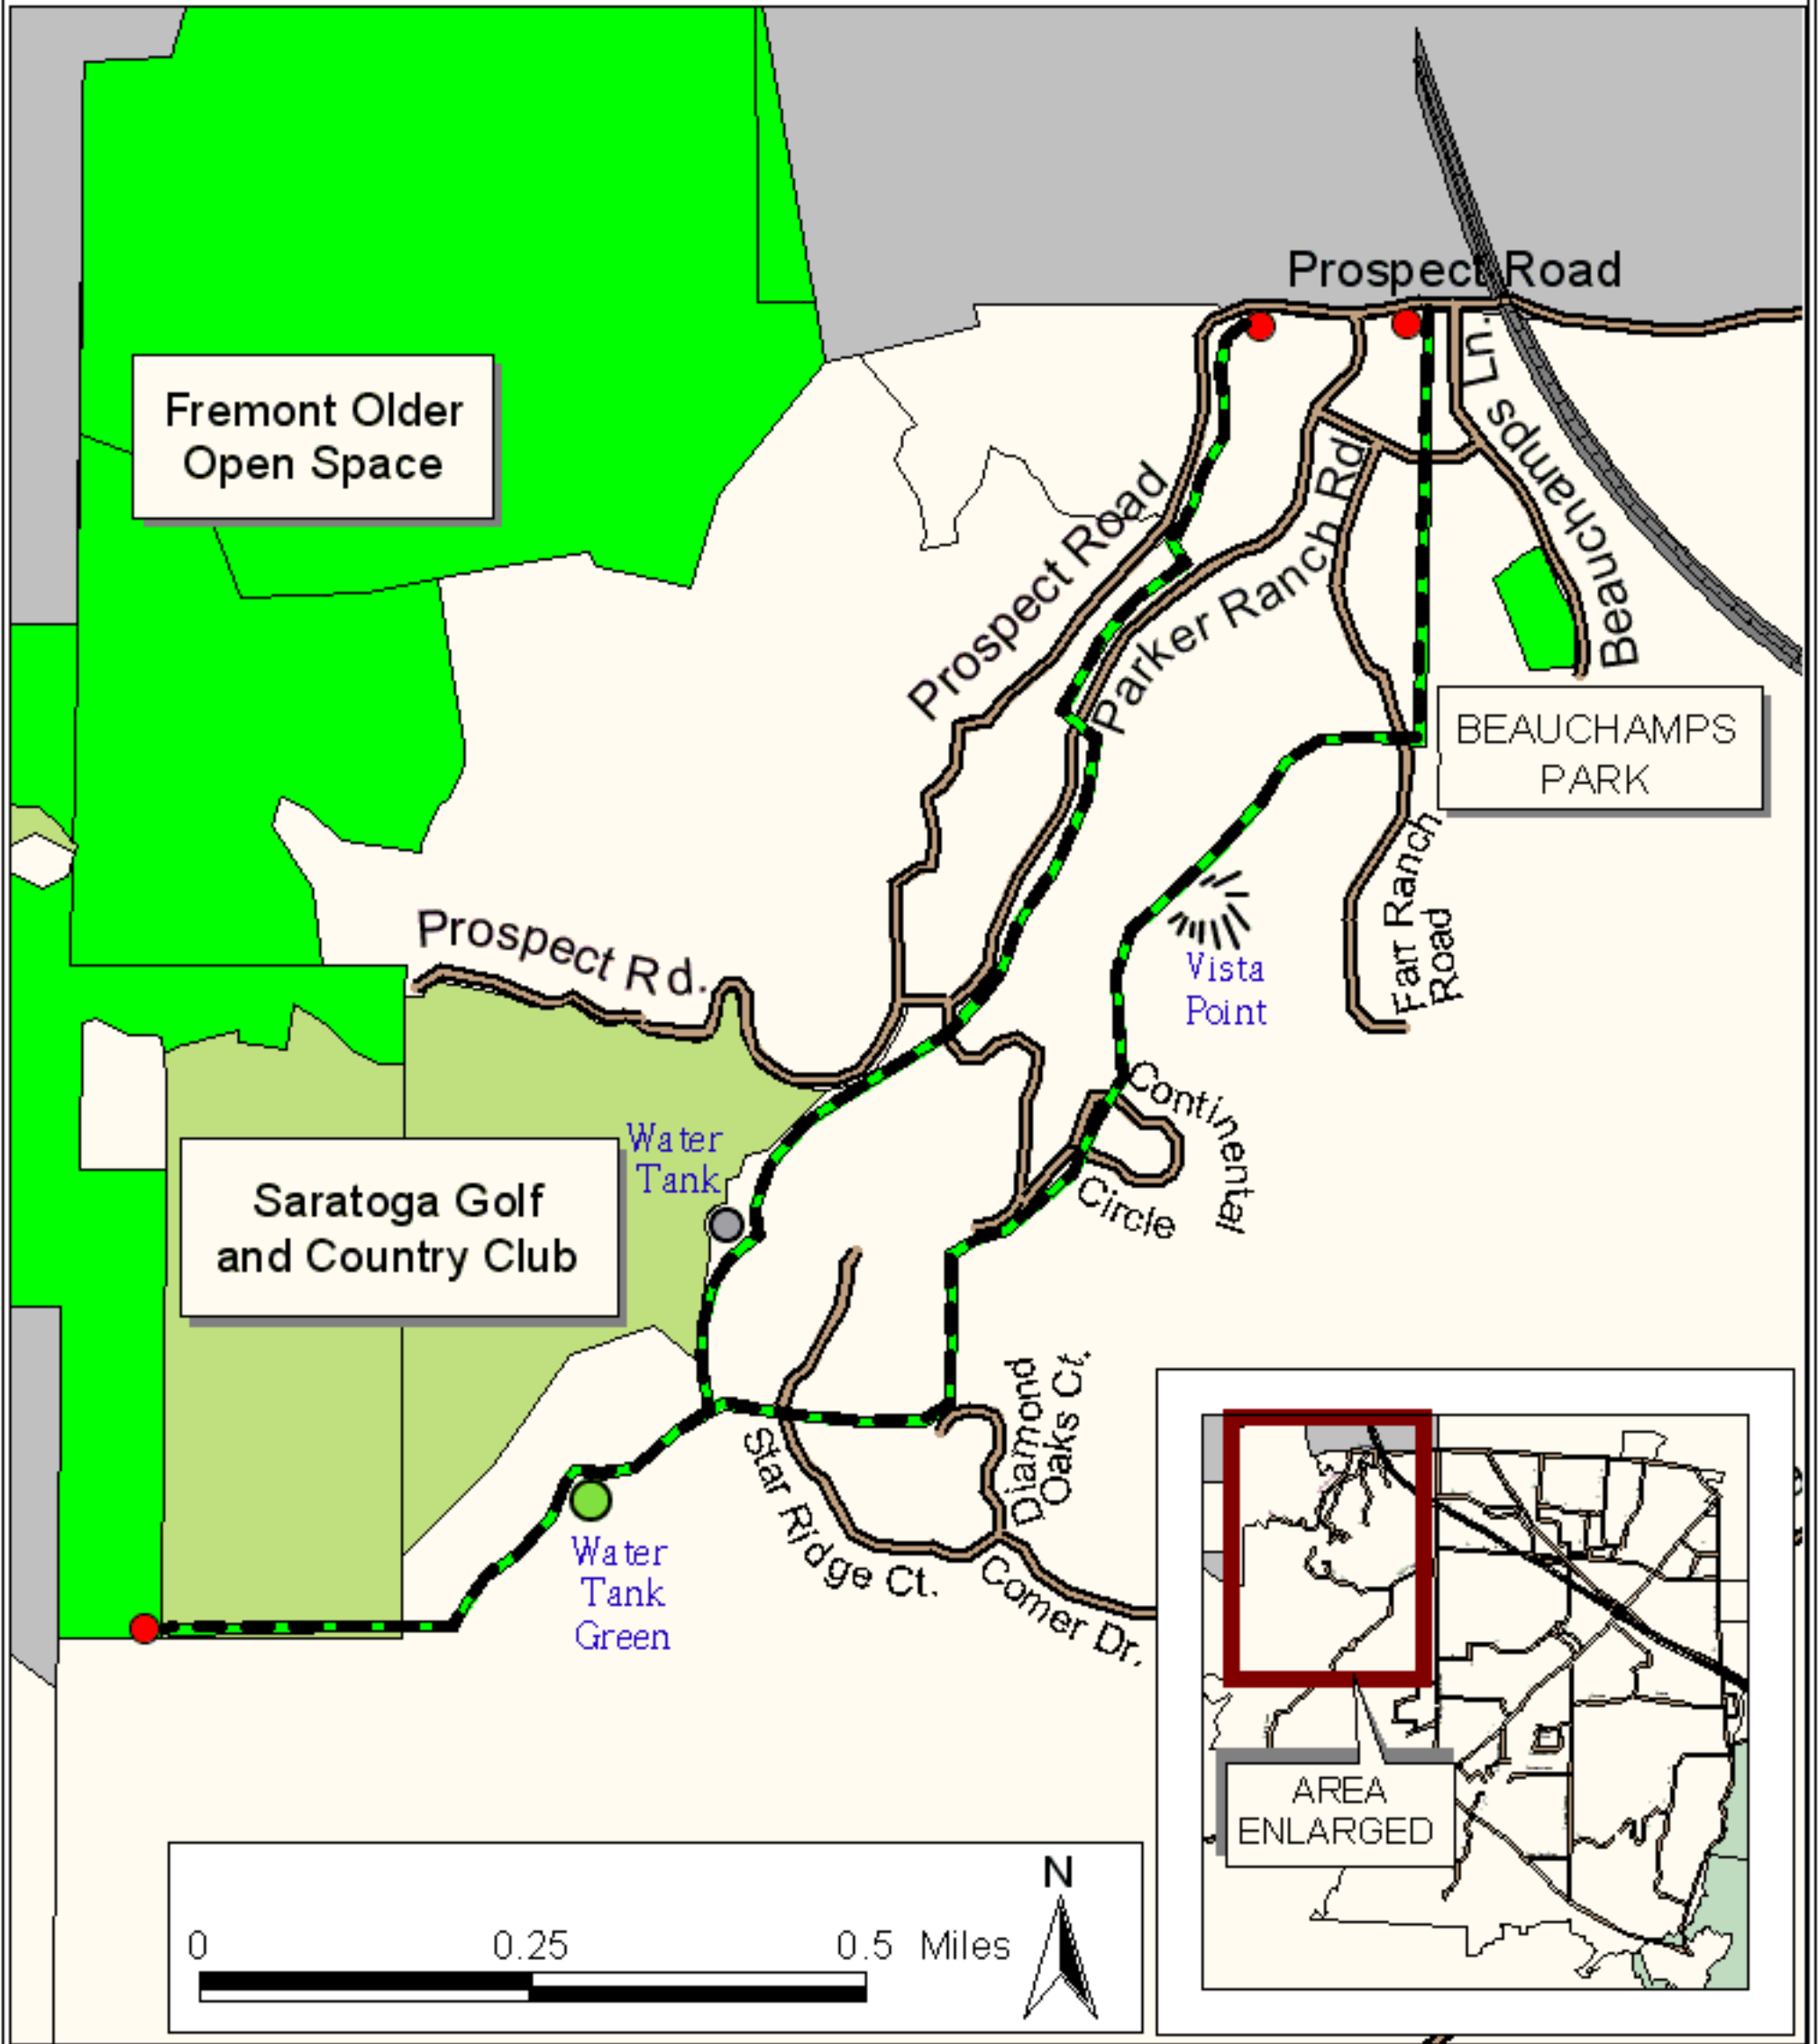 Prospect Road
Fremont Older
Open Space
Beauchamps Ln.
Prospect Road
Parker Ranch Rd
BEAUCHAMPS
PARK
Farr Ranch
Road
Prospect Rd.
Vista
Point
Continental
Circle
Water
Tank
Saratoga Golf
and Country Club
Diamond
Oaks Ct.
Star Ridge Ct.
Comer Dr.
Water
Tank
Green
AREA
ENLARGED
N
0 0.25 0.5 Miles